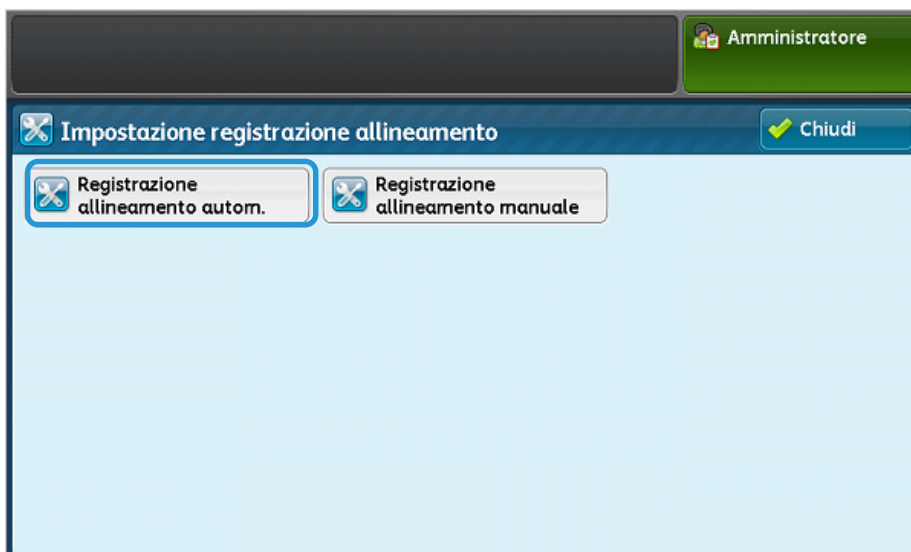 Amministratore
Impostazione registrazione allineamento
Chiudi
Registrazione
allineamento autom.
Registrazione
allineamento manuale